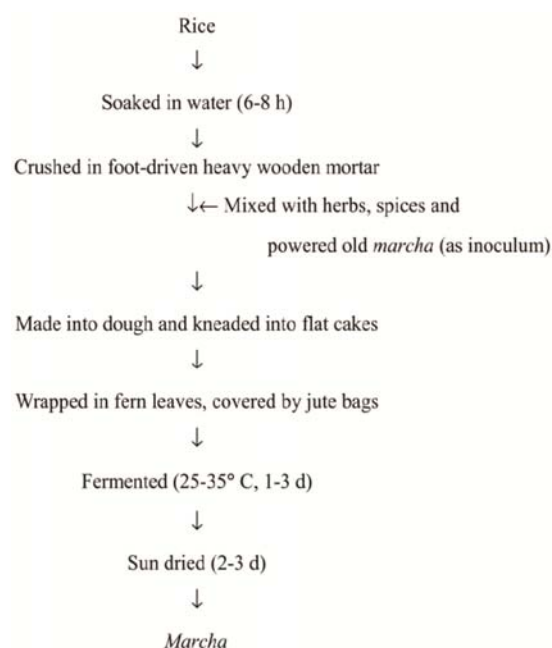 Rice
↓
Soaked in water (6-8 h)
↓
Crushed in foot-driven heavy wooden mortar
↓← Mixed with herbs, spices and
powered old marcha (as inoculum)
↓
Made into dough and kneaded into flat cakes
↓
Wrapped in fern leaves, covered by jute bags
↓
Fermented (25-35° C, 1-3 d)
↓
Sun dried (2-3 d)
↓
Marcha